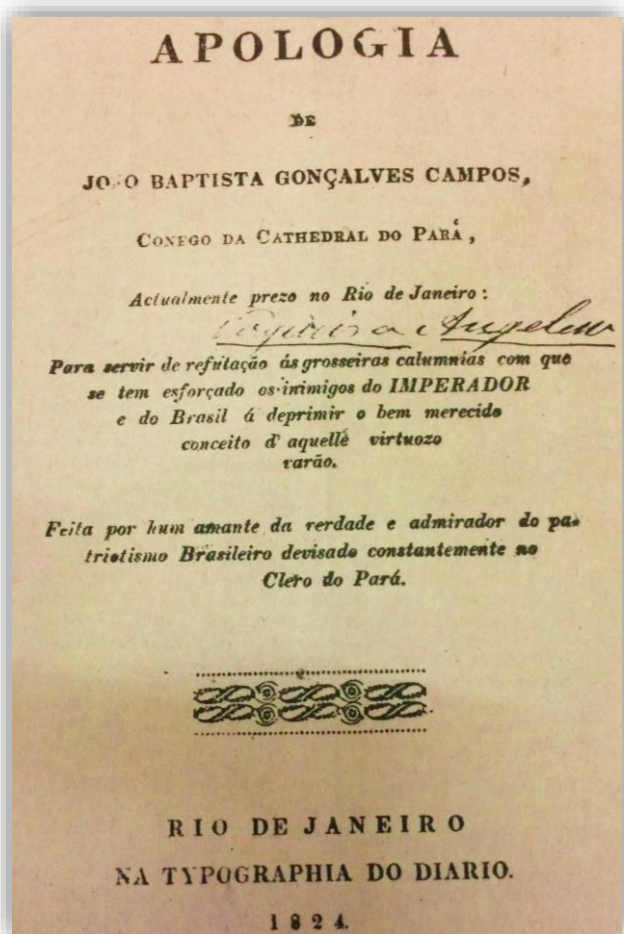 APOLOGIA
DE
JOÃO BAPTISTA GONÇALVES CAMPOS,
CONEGO DA CATHEDRAL DO PARÁ,
Actualmente prezo no Rio de Janeiro:
Para servir de refutação ás grosseiras calumnias com que
se tem esforçado os inimigos do IMPERADOR
e do Brasil á deprimir o bem merecido
conceito d'aquelle virtuozo
varão.
Feita por hum amante da verdade e admirador do pa-
triotismo Brasileiro devisado constantemente no
Clero do Pará.
RIO DE JANEIRO
NA TYPOGRAPHIA DO DIARIO.
1824.